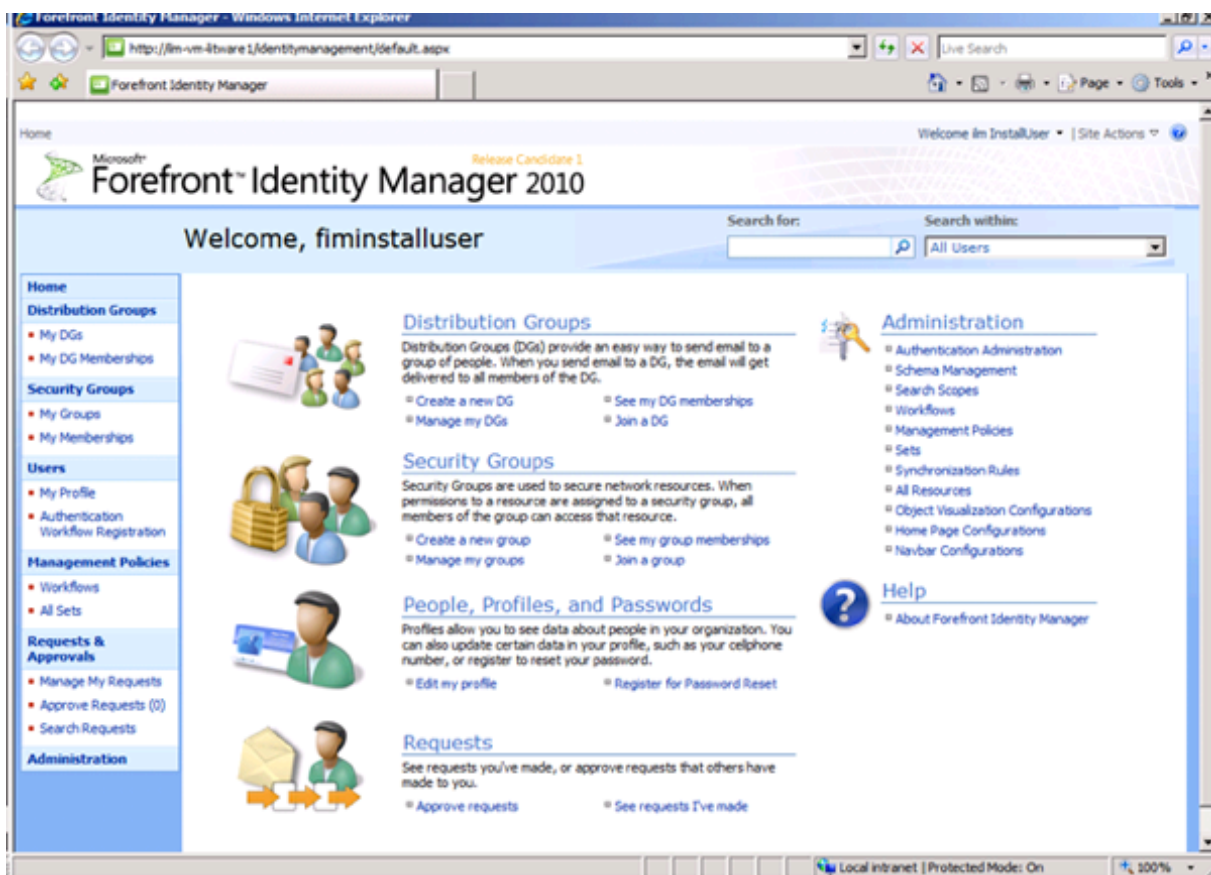 Forefront Identity Manager - Windows Internet Explorer
http://ilm-vm-litware1/identitymanagement/default.aspx
Live Search
Forefront Identity Manager
Page
Tools
Home
Welcome ilm InstallUser
Site Actions
Microsoft
Release Candidate 1
Forefront™ Identity Manager 2010
Welcome, fiminstalluser
Search for:
Search within:
All Users
Home
Distribution Groups
My DGs
My DG Memberships
Security Groups
My Groups
My Memberships
Users
My Profile
Authentication
Workflow Registration
Management Policies
Workflows
All Sets
Requests &
Approvals
Manage My Requests
Approve Requests (0)
Search Requests
Administration
Distribution Groups
Distribution Groups (DGs) provide an easy way to send email to a
group of people. When you send email to a DG, the email will get
delivered to all members of the DG.
Create a new DG
See my DG memberships
Manage my DGs
Join a DG
Security Groups
Security Groups are used to secure network resources. When
permissions to a resource are assigned to a security group, all
members of the group can access that resource.
Create a new group
See my group memberships
Manage my groups
Join a group
People, Profiles, and Passwords
Profiles allow you to see data about people in your organization. You
can also update certain data in your profile, such as your cellphone
number, or register to reset your password.
Edit my profile
Register for Password Reset
Requests
See requests you've made, or approve requests that others have
made to you.
Approve requests
See requests I've made
Administration
Authentication Administration
Schema Management
Search Scopes
Workflows
Management Policies
Sets
Synchronization Rules
All Resources
Object Visualization Configurations
Home Page Configurations
Navbar Configurations
Help
About Forefront Identity Manager
Local intranet | Protected Mode: On
100%